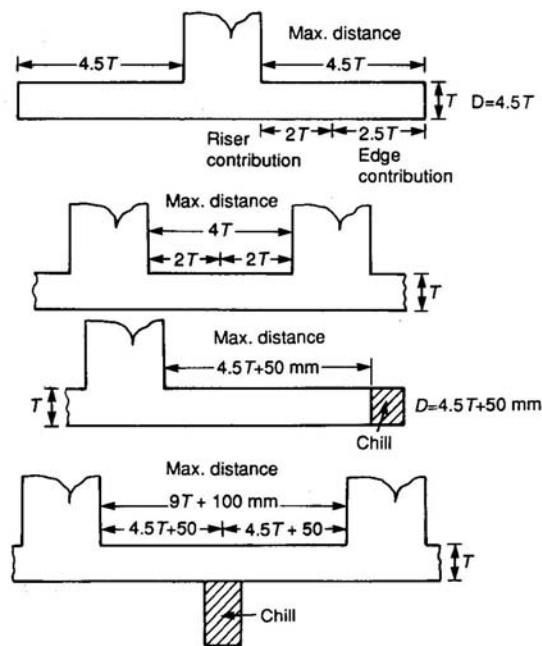 Max. distance
4.5T 4.5T
T D=4.5T
2T 2.5T
Riser contribution
Edge contribution
Max. distance
4T
2T 2T
T
Max. distance
4.5T+50 mm
T
D=4.5T+50 mm
Chill
Max. distance
9T + 100 mm
4.5T+50 4.5T + 50
T
Chill